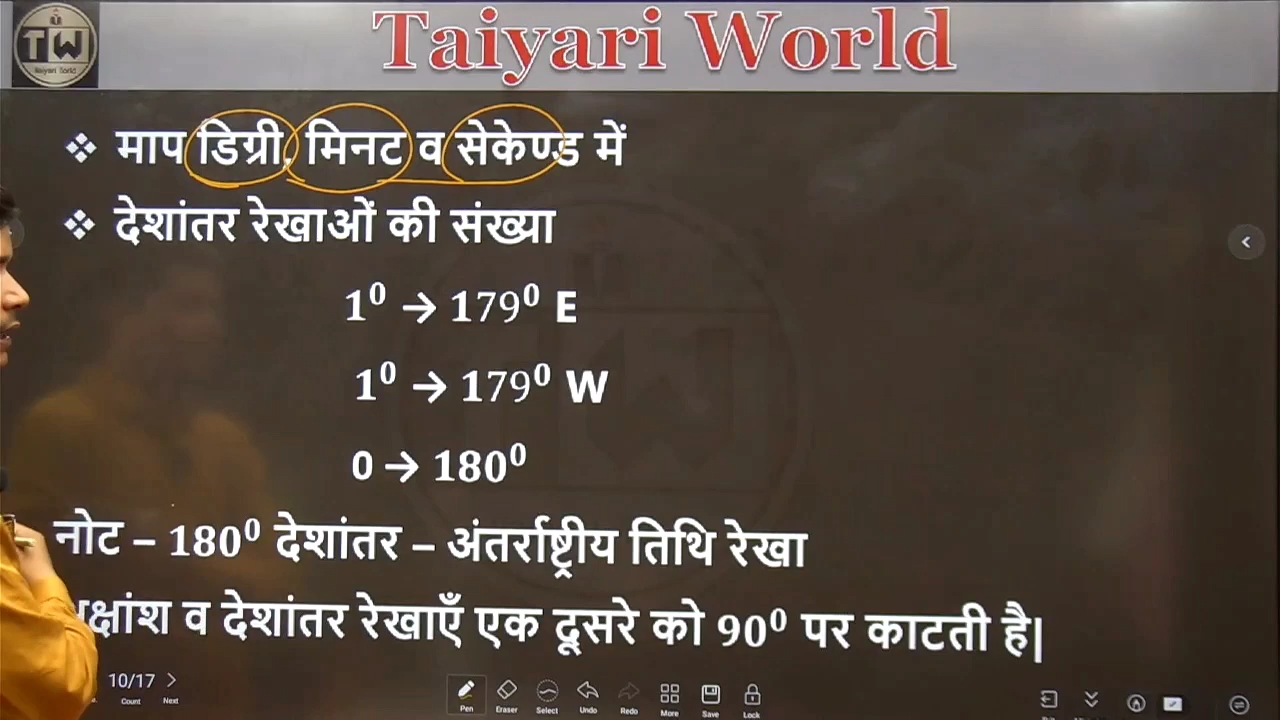 TW
Taiyari World
Taiyari World
❖ माप डिग्री, मिनट व सेकेण्ड में
❖ देशांतर रेखाओं की संख्या
1⁰ → 179⁰ E
1⁰ → 179⁰ W
0 → 180⁰
नोट – 180⁰ देशांतर – अंतर्राष्ट्रीय तिथि रेखा
व देशांतर रेखाएँ एक दूसरे को 90⁰ पर काटती है|
10/17
Count Next Pen Eraser Select Undo Redo More Save Lock